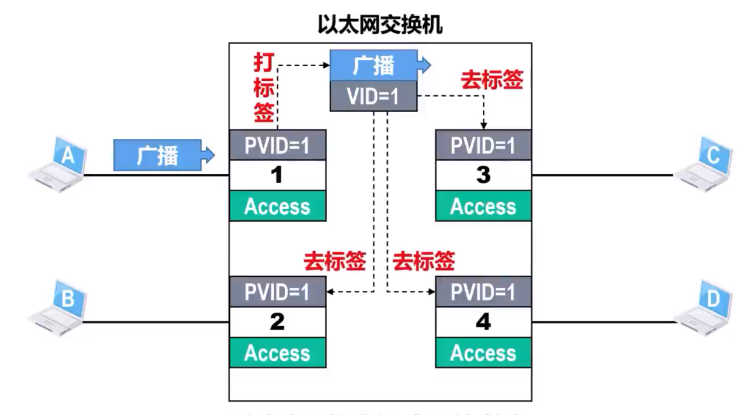 以太网交换机
打标签
广播
VID=1
去标签
A
广播
PVID=1
1
Access
PVID=1
3
Access
C
去标签
去标签
B
PVID=1
2
Access
PVID=1
4
Access
D